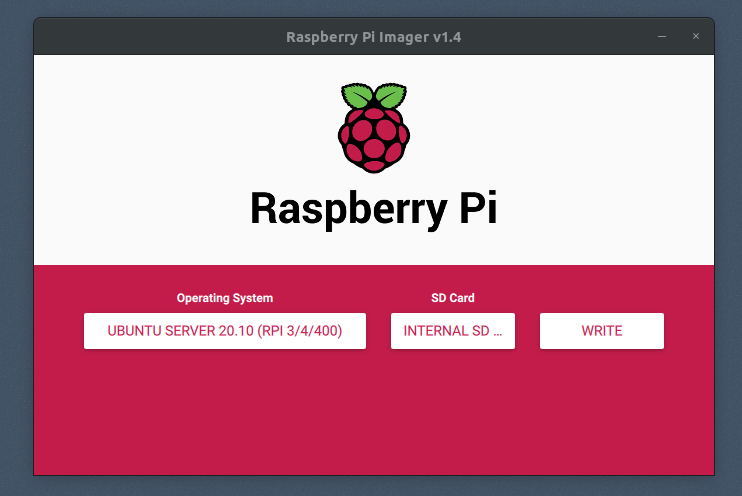 Raspberry Pi Imager v1.4
Raspberry Pi
Operating System
SD Card
UBUNTU SERVER 20.10 (RPI 3/4/400)
INTERNAL SD ...
WRITE